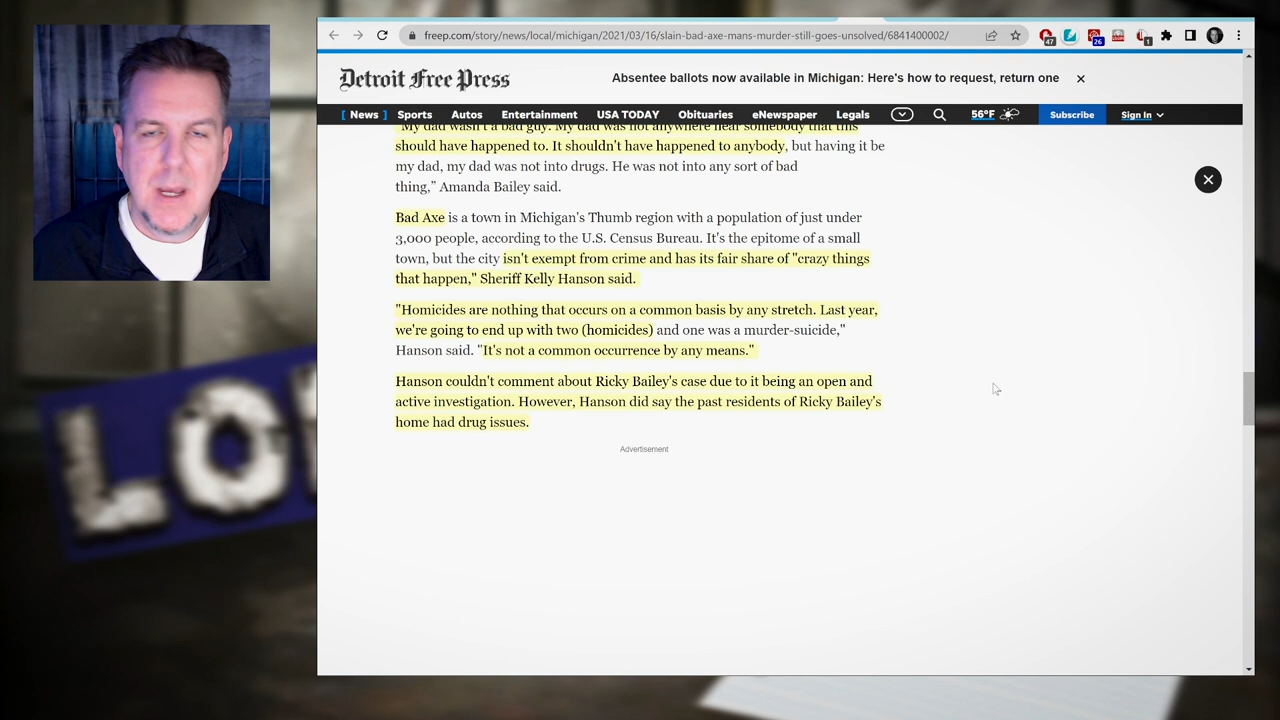 freep.com/story/news/local/michigan/2021/03/16/slain-bad-axe-mans-murder-still-goes-unsolved/6841400002/
47
26
1
Detroit Free Press
Absentee ballots now available in Michigan: Here's how to request, return one
[ News ] Sports Autos Entertainment USA TODAY Obituaries eNewspaper Legals 56°F Subscribe Sign In
"My dad wasn't a bad guy. My dad was not anywhere near somebody that this
should have happened to. It shouldn't have happened to anybody, but having it be
my dad, my dad was not into drugs. He was not into any sort of bad
thing," Amanda Bailey said.
Bad Axe is a town in Michigan's Thumb region with a population of just under
3,000 people, according to the U.S. Census Bureau. It's the epitome of a small
town, but the city isn't exempt from crime and has its fair share of "crazy things
that happen," Sheriff Kelly Hanson said.
"Homicides are nothing that occurs on a common basis by any stretch. Last year,
we're going to end up with two (homicides) and one was a murder-suicide,"
Hanson said. "It's not a common occurrence by any means."
Hanson couldn't comment about Ricky Bailey's case due to it being an open and
active investigation. However, Hanson did say the past residents of Ricky Bailey's
home had drug issues.
Advertisement
LO